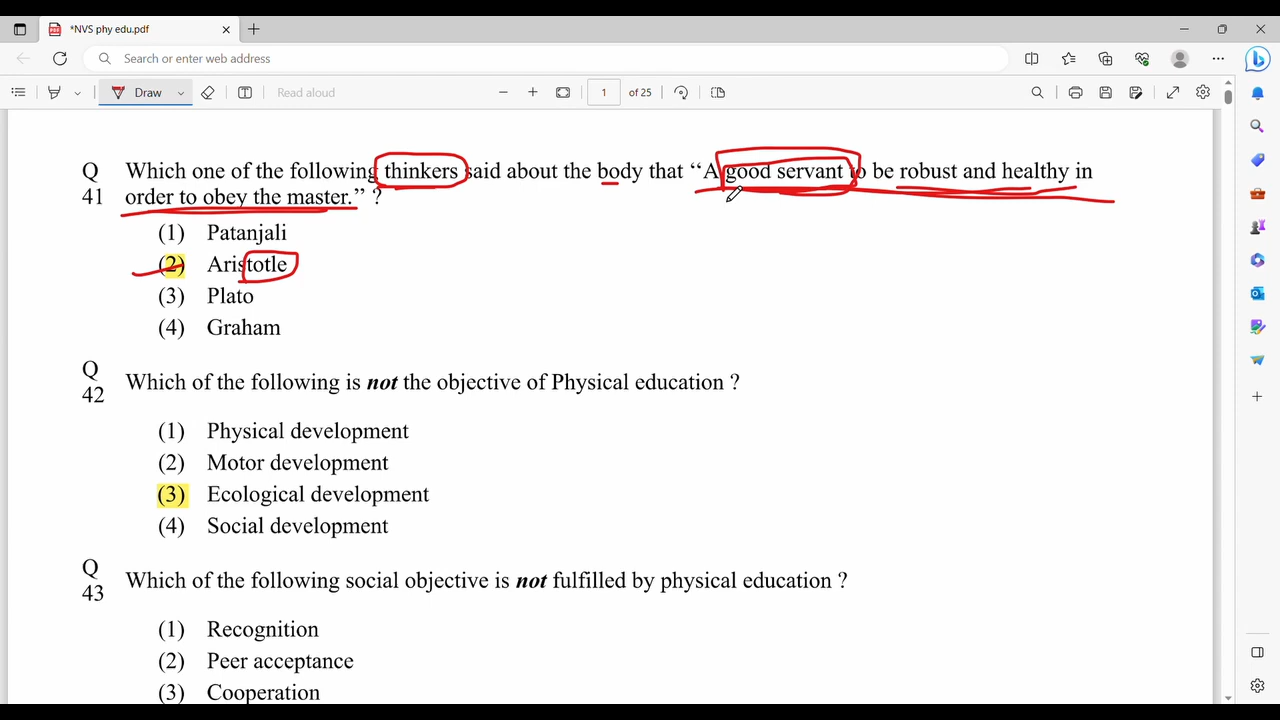 *NVS phy edu.pdf
Search or enter web address
Draw
Read aloud
1 of 25
Q 41 Which one of the following thinkers said about the body that ‘‘A good servant to be robust and healthy in
order to obey the master.’’ ?
(1) Patanjali
(2) Aristotle
(3) Plato
(4) Graham
Q 42 Which of the following is not the objective of Physical education ?
(1) Physical development
(2) Motor development
(3) Ecological development
(4) Social development
Q 43 Which of the following social objective is not fulfilled by physical education ?
(1) Recognition
(2) Peer acceptance
(3) Cooperation